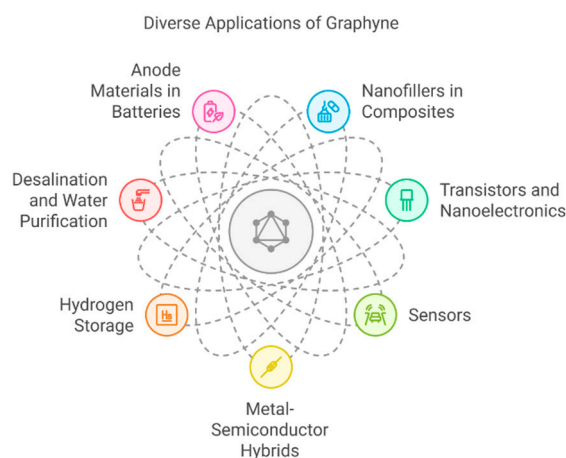 Diverse Applications of Graphyne
Anode
Materials in
Batteries
Nanofillers in
Composites
Desalination
and Water
Purification
Transistors and
Nanoelectronics
Hydrogen
Storage
Sensors
Metal-
Semiconductor
Hybrids